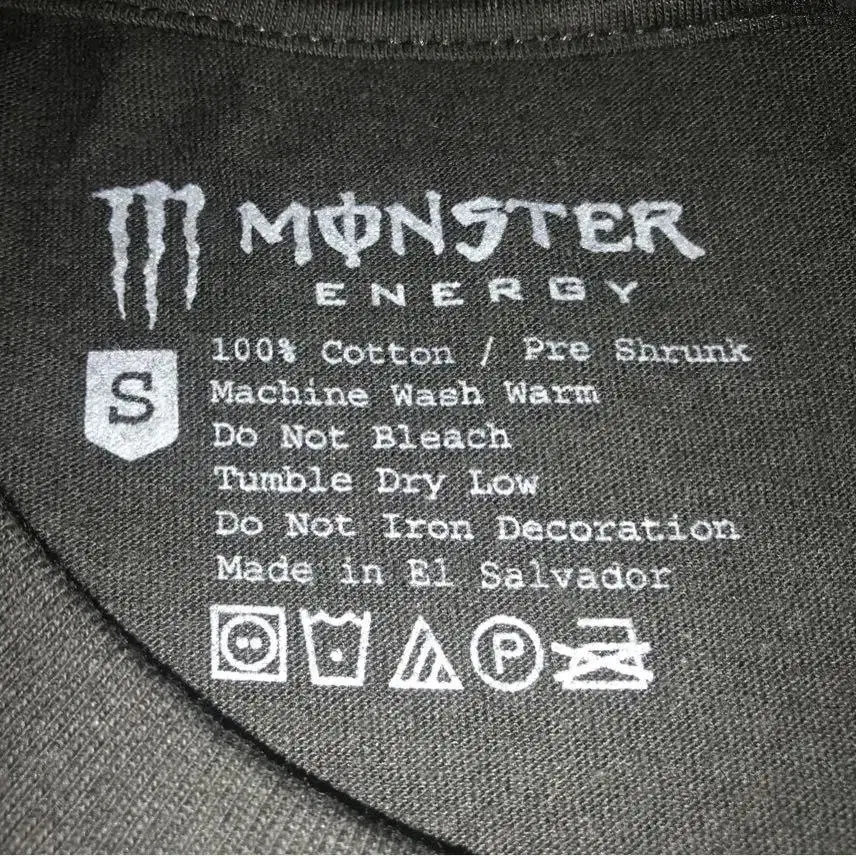 MONSTER
ENERGY
S
100% Cotton / Pre Shrunk
Machine Wash Warm
Do Not Bleach
Tumble Dry Low
Do Not Iron Decoration
Made in El Salvador
P